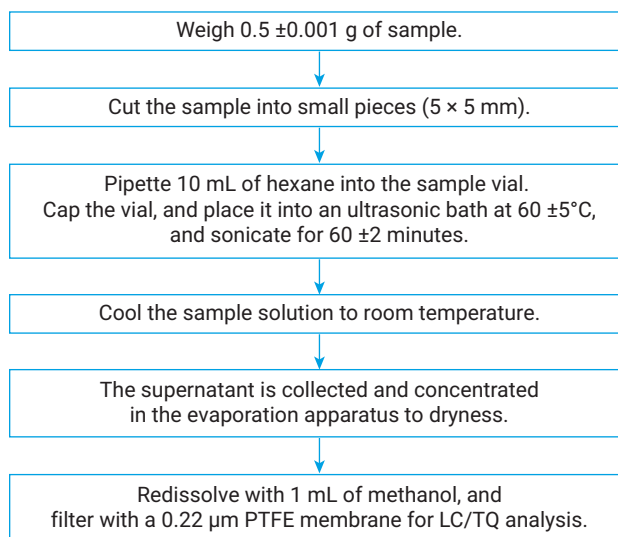 Weigh 0.5 ±0.001 g of sample.
Cut the sample into small pieces (5 × 5 mm).
Pipette 10 mL of hexane into the sample vial.
Cap the vial, and place it into an ultrasonic bath at 60 ±5°C,
and sonicate for 60 ±2 minutes.
Cool the sample solution to room temperature.
The supernatant is collected and concentrated
in the evaporation apparatus to dryness.
Redissolve with 1 mL of methanol, and
filter with a 0.22 µm PTFE membrane for LC/TQ analysis.